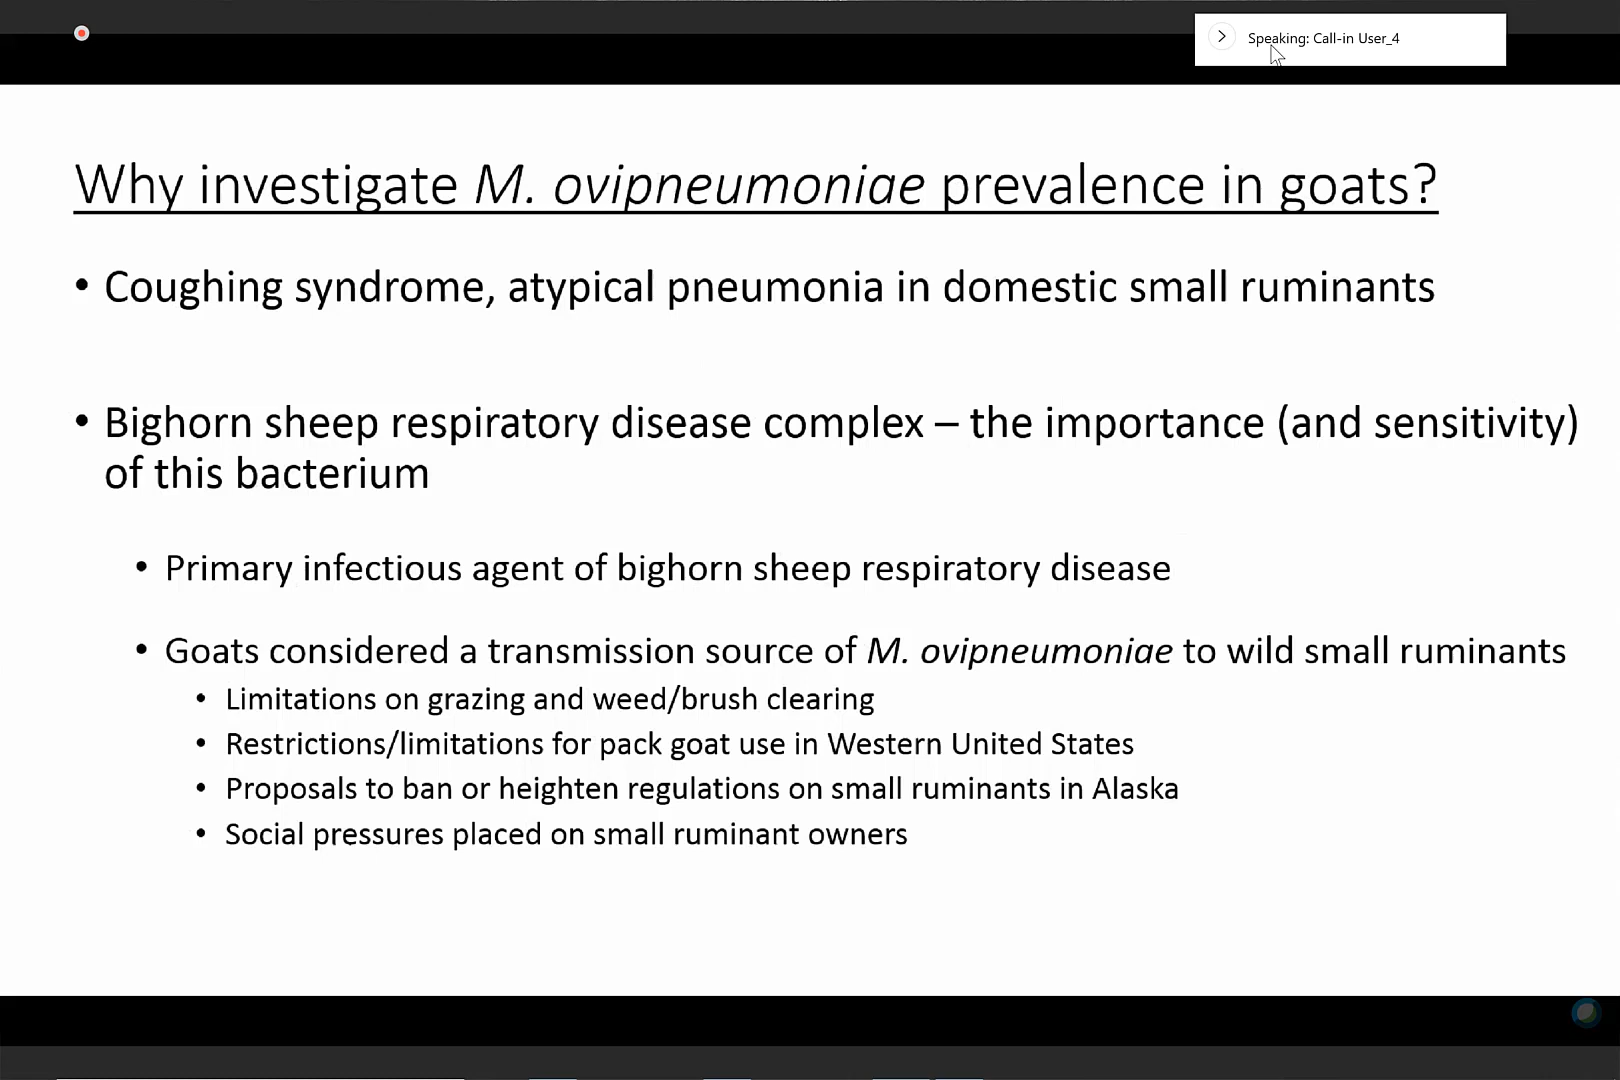 Speaking: Call-in User_4
Why investigate M. ovipneumoniae prevalence in goats?
• Coughing syndrome, atypical pneumonia in domestic small ruminants
• Bighorn sheep respiratory disease complex – the importance (and sensitivity)
of this bacterium
• Primary infectious agent of bighorn sheep respiratory disease
• Goats considered a transmission source of M. ovipneumoniae to wild small ruminants
• Limitations on grazing and weed/brush clearing
• Restrictions/limitations for pack goat use in Western United States
• Proposals to ban or heighten regulations on small ruminants in Alaska
• Social pressures placed on small ruminant owners